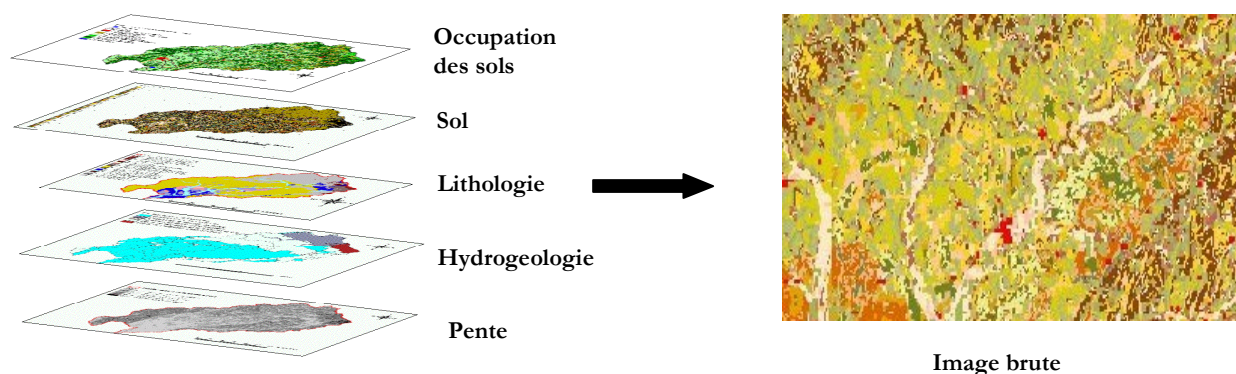 Occupation
des sols
Sol
Lithologie
Hydrogeologie
Pente
Image brute